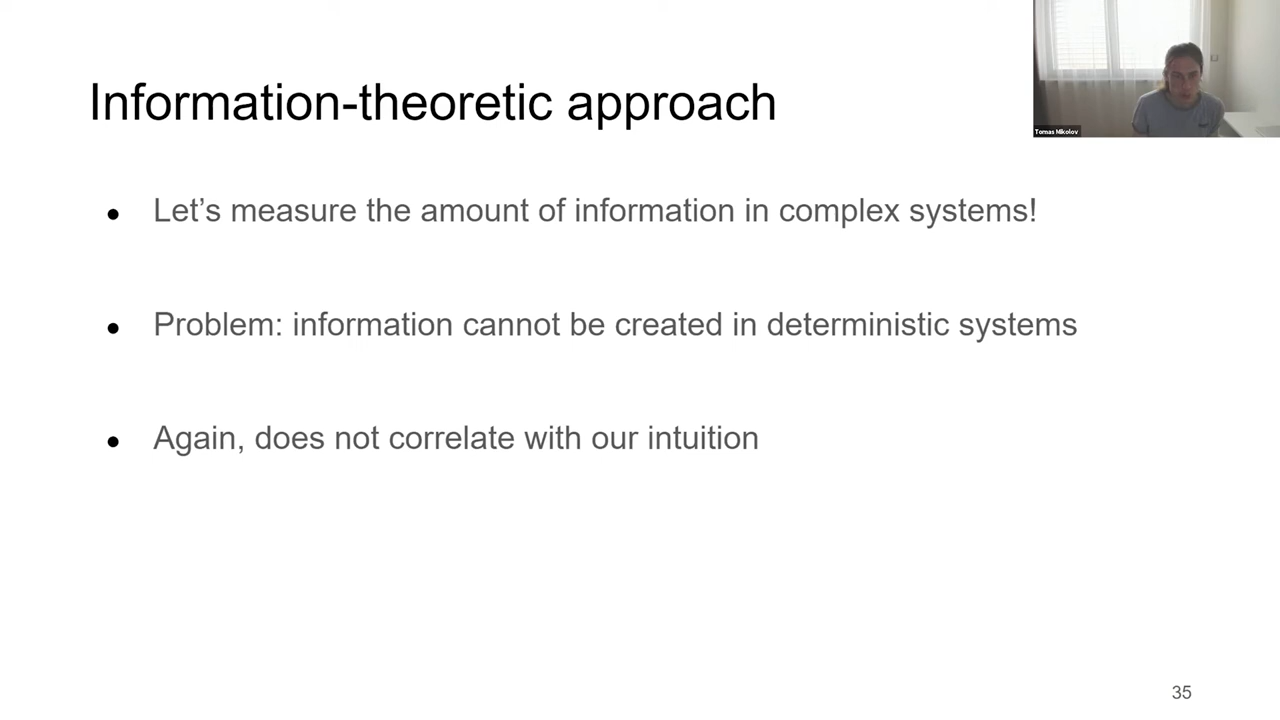 Information-theoretic approach
Tomas Mikolov
● Let's measure the amount of information in complex systems!
● Problem: information cannot be created in deterministic systems
● Again, does not correlate with our intuition
35